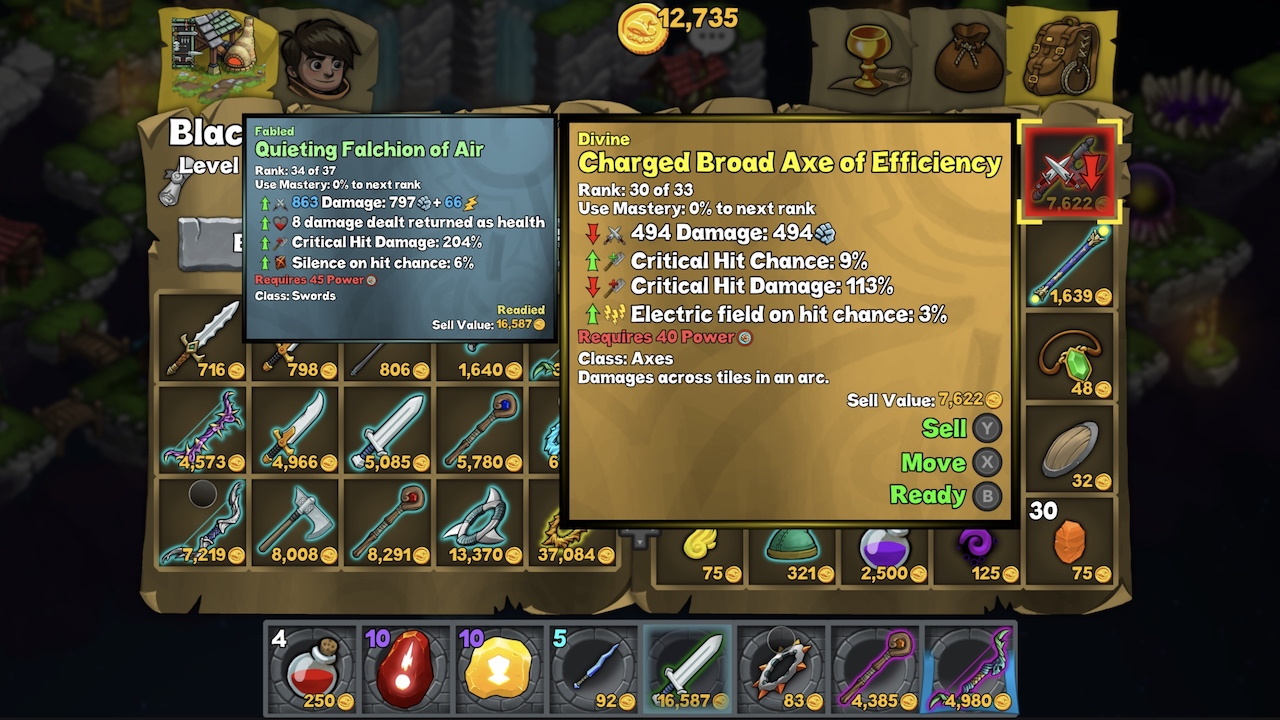 12,735
Blac
Level
Fabled
Quieting Falchion of Air
Rank: 34 of 37
Use Mastery: 0% to next rank
863 Damage: 797 + 66
8 damage dealt returned as health
Critical Hit Damage: 204%
Silence on hit chance: 6%
Requires 45 Power
Class: Swords
Readied
Sell Value: 16,587
Divine
Charged Broad Axe of Efficiency
Rank: 30 of 33
Use Mastery: 0% to next rank
494 Damage: 494
Critical Hit Chance: 9%
Critical Hit Damage: 113%
Electric field on hit chance: 3%
Requires 40 Power
Class: Axes
Damages across tiles in an arc.
Sell Value: 7,622
Sell Y
Move X
Ready B
7,622
1,639
48
32
30
75
716 798 806 1,640
4,573 4,966 5,085 5,780 6
7,219 8,008 8,291 13,370 37,084
75 321 2,500 125
4 10 10 5
250 92 16,587 83 4,385 4,980